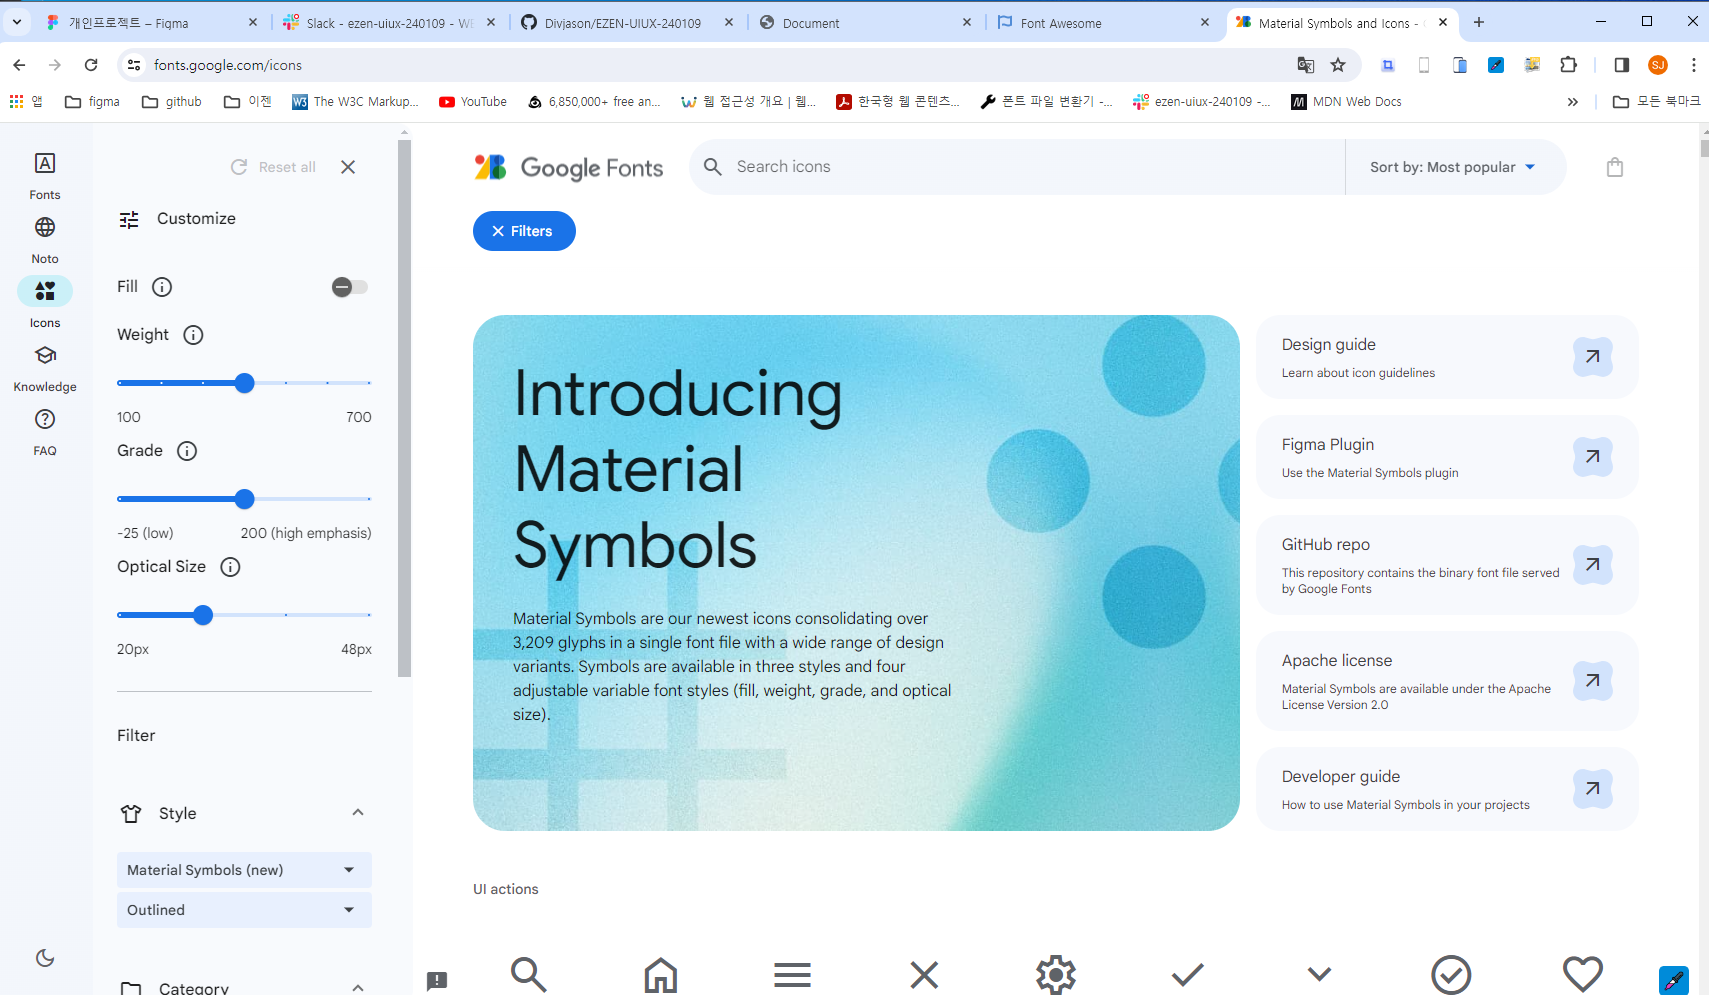 개인프로젝트 – Figma
Slack - ezen-uiux-240109 - WE
Divjason/EZEN-UIUX-240109
Document
Font Awesome
Material Symbols and Icons -
fonts.google.com/icons
SJ
앱
figma
github
이젠
W3
The W3C Markup...
YouTube
6,850,000+ free an...
웹 접근성 개요 | 웹...
한국형 웹 콘텐츠...
폰트 파일 변환기 -...
ezen-uiux-240109 -...
MDN Web Docs
모든 북마크
Fonts
Noto
Icons
Knowledge
FAQ
Reset all
Customize
Fill
Weight
100 700
Grade
-25 (low) 200 (high emphasis)
Optical Size
20px 48px
Filter
Style
Material Symbols (new)
Outlined
Category
Google Fonts
Search icons
Sort by: Most popular
Filters
Introducing
Material
Symbols
Material Symbols are our newest icons consolidating over
3,209 glyphs in a single font file with a wide range of design
variants. Symbols are available in three styles and four
adjustable variable font styles (fill, weight, grade, and optical
size).
Design guide
Learn about icon guidelines
Figma Plugin
Use the Material Symbols plugin
GitHub repo
This repository contains the binary font file served
by Google Fonts
Apache license
Material Symbols are available under the Apache
License Version 2.0
Developer guide
How to use Material Symbols in your projects
UI actions